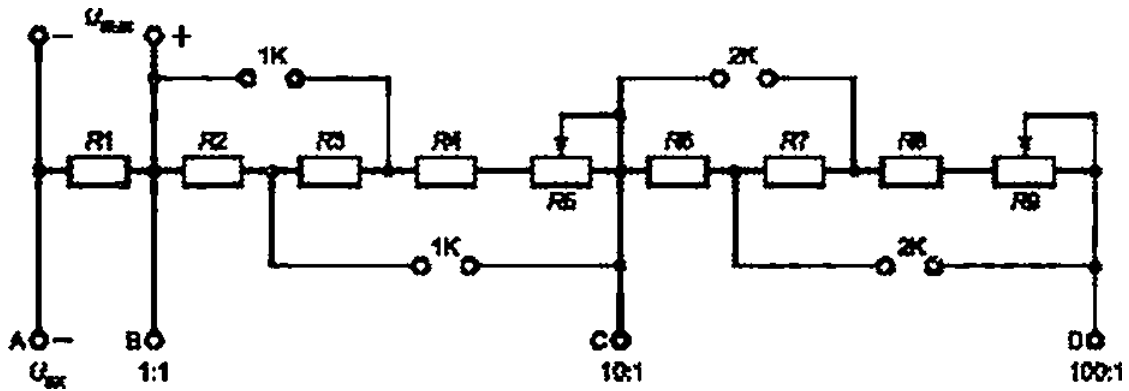 − +
1K 2K
R1 R2 R3 R4 R6 R7 R8
R5 R9
1K 2K
A − B C D
Uвх 1:1 10:1 100:1